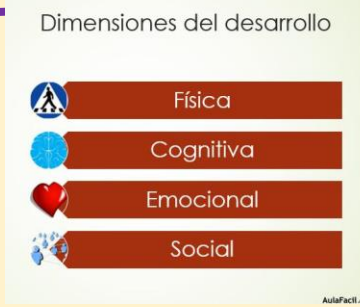 Dimensiones del desarrollo
Física
Cognitiva
Emocional
Social
AulaFacil